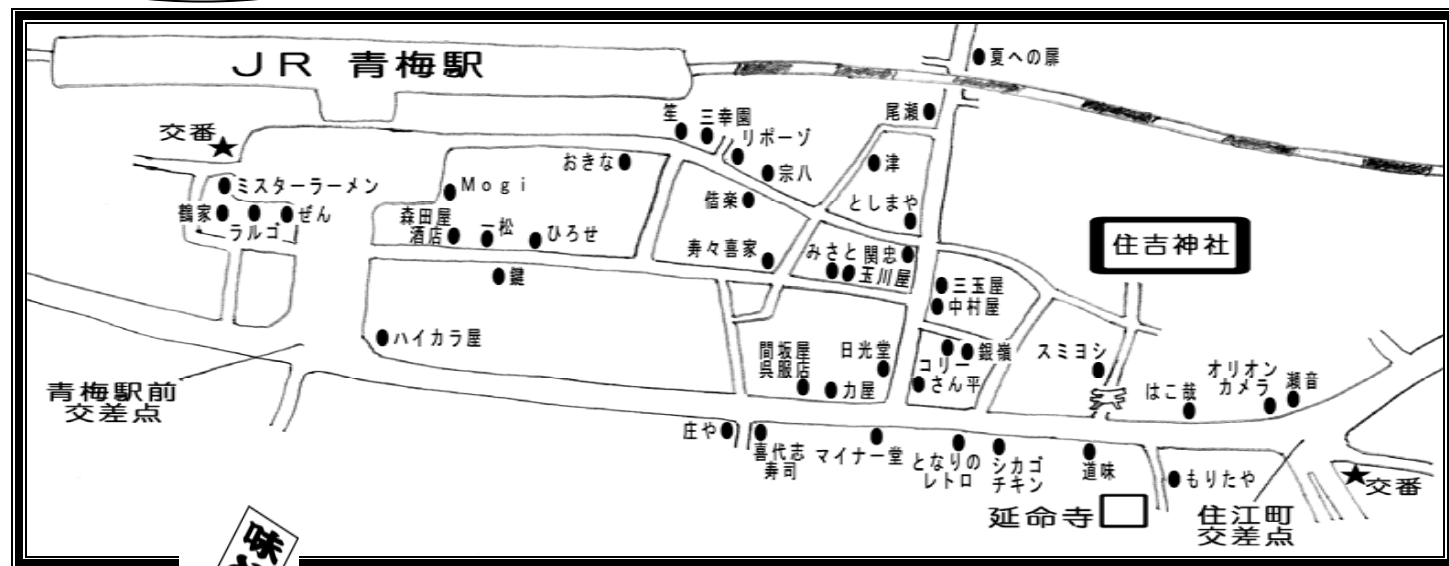 JR 青梅駅
夏への扉
尾瀬
交番
笙
三幸園
リポーゾ
おきな
宗八
津
ミスターラーメン
Mogi
偕楽
としまや
鶴家
ぜん
ラルゴ
森田屋
酒店
一松
ひろせ
寿々喜家
みさと
関忠
玉川屋
住吉神社
鍵
三玉屋
中村屋
ハイカラ屋
間坂屋
呉服店
日光堂
コリー
銀嶺
スミヨシ
さん平
力屋
青梅駅前
交差点
はこ哉
オリオン
カメラ
瀬音
庄や
喜代志
寿司
マイナー堂
となりの
レトロ
シカゴ
チキン
道味
もりたや
交番
延命寺
住江町
交差点
味